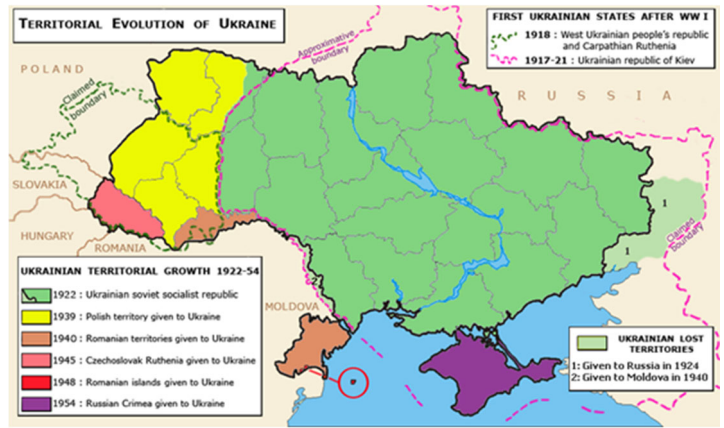 TERRITORIAL EVOLUTION OF UKRAINE
FIRST UKRAINIAN STATES AFTER WW I
1918 : West Ukrainian people's republic
and Carpathian Ruthenia
1917-21 : Ukrainian republic of Kiev
Approximative
boundary
POLAND
Claimed
boundary
RUSSIA
SLOVAKIA
HUNGARY
ROMANIA
MOLDOVA
1
1
2
Claimed
boundary
UKRAINIAN TERRITORIAL GROWTH 1922-54
1922 : Ukrainian soviet socialist republic
1939 : Polish territory given to Ukraine
1940 : Romanian territories given to Ukraine
1945 : Czechoslovak Ruthenia given to Ukraine
1948 : Romanian islands given to Ukraine
1954 : Russian Crimea given to Ukraine
UKRAINIAN LOST
TERRITORIES
1: Given to Russia in 1924
2: Given to Moldova in 1940